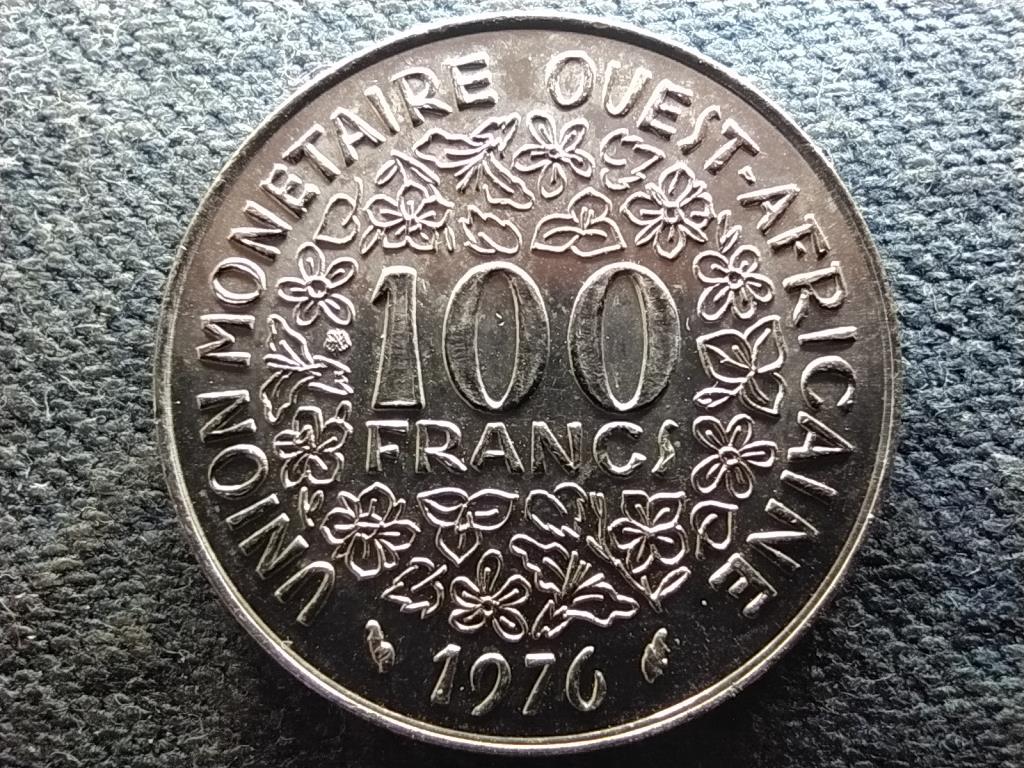 UNION MONETAIRE OUEST-AFRICAINE
100
FRANCS
1976